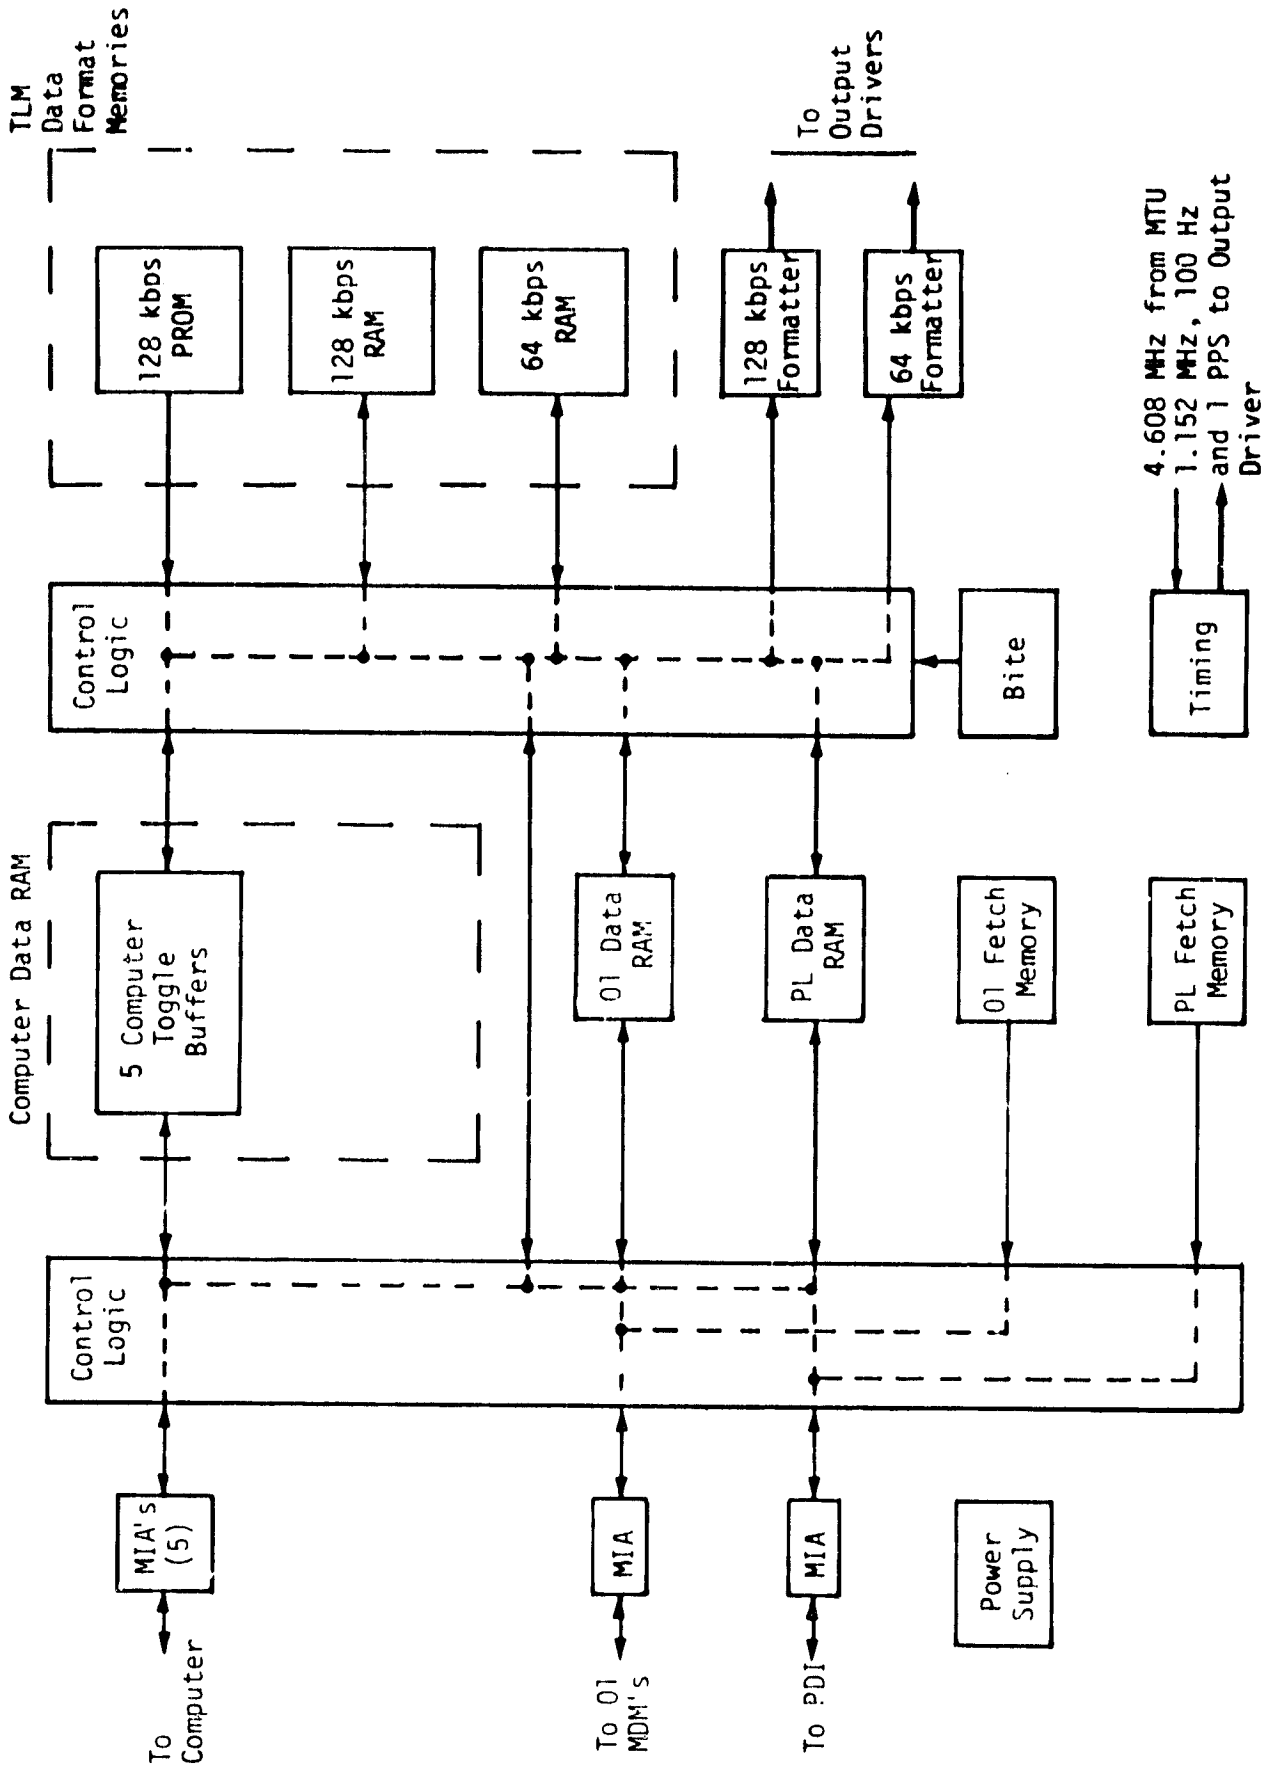 To
Computer
MIA's
(5)
Control
Logic
Computer Data RAM
5 Computer
Toggle
Buffers
Control
Logic
TLM
Data
Format
Memories
128 kbps
PROM
128 kbps
RAM
64 kbps
RAM
To OI
MDM's
MIA
OI Data
RAM
128 kbps
Formatter
64 kbps
Formatter
To
Output
Drivers
To PDI
MIA
PL Data
RAM
Power
Supply
OI Fetch
Memory
Bite
PL Fetch
Memory
Timing
4.608 MHz from MTU
1.152 MHz, 100 Hz
and 1 PPS to Output
Driver